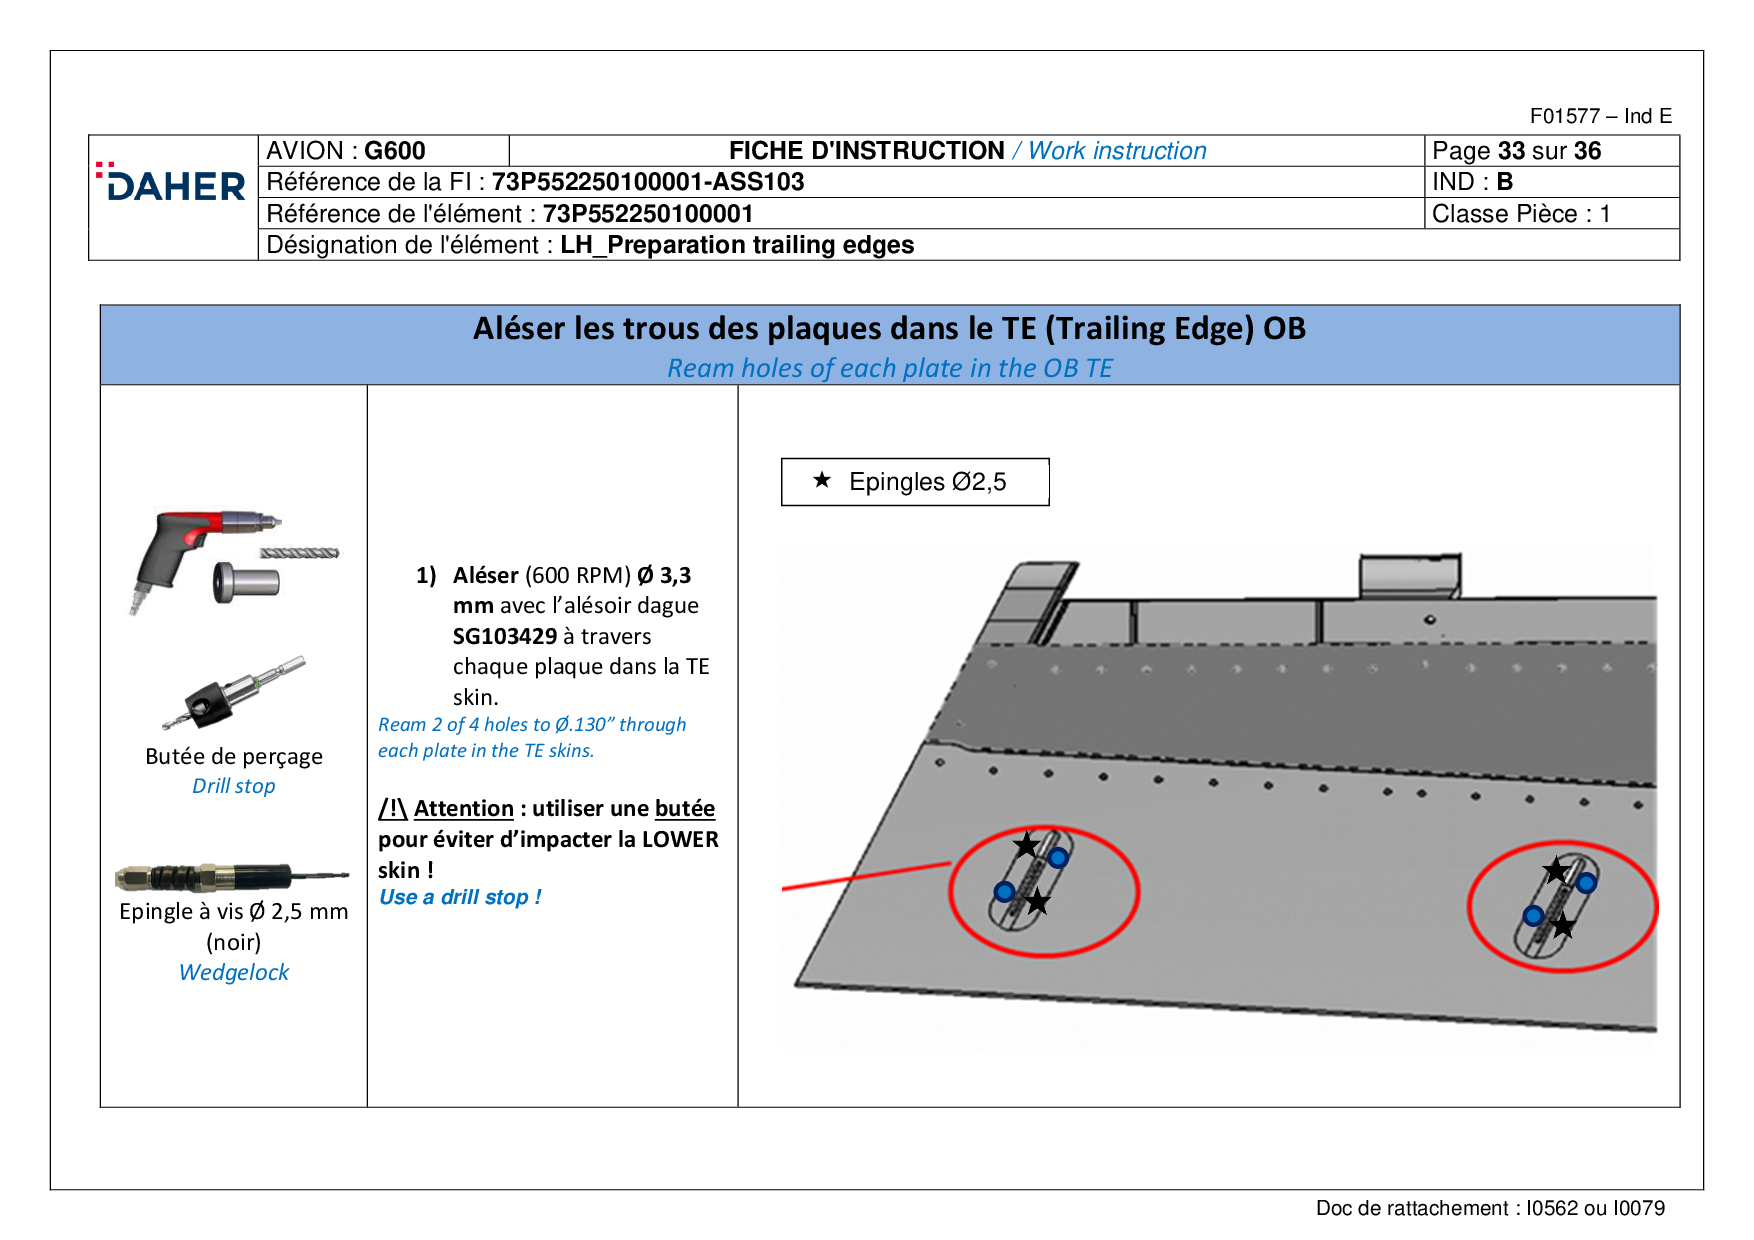 F01577 – Ind E
DAHER
AVION : G600
FICHE D'INSTRUCTION / Work instruction
Page 33 sur 36
Référence de la FI : 73P552250100001-ASS103
IND : B
Référence de l'élément : 73P552250100001
Classe Pièce : 1
Désignation de l'élément : LH_Preparation trailing edges
Aléser les trous des plaques dans le TE (Trailing Edge) OB
Ream holes of each plate in the OB TE
Butée de perçage
Drill stop
Epingle à vis Ø 2,5 mm
(noir)
Wedgelock
1) Aléser (600 RPM) Ø 3,3
mm avec l’alésoir dague
SG103429 à travers
chaque plaque dans la TE
skin.
Ream 2 of 4 holes to Ø.130” through
each plate in the TE skins.
/!\ Attention : utiliser une butée
pour éviter d’impacter la LOWER
skin !
Use a drill stop !
★ Epingles Ø2,5
Doc de rattachement : I0562 ou I0079